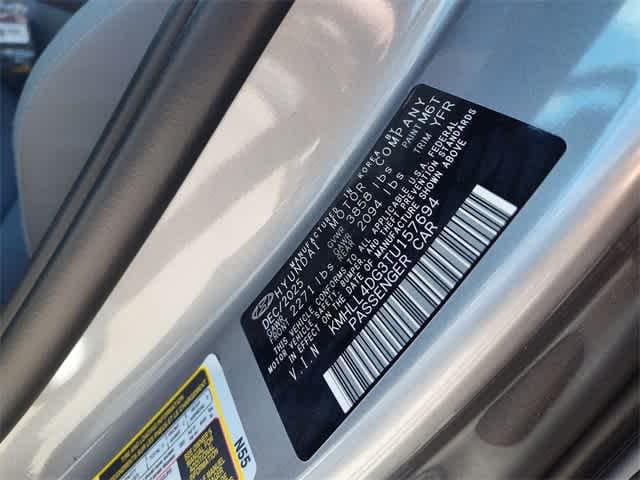 MANUFACTURED IN KOREA BY
HYUNDAI MOTOR COMPANY
DEC/2025 GVWR 3858 lbs PAINT M6T
GAWR FRONT 2271 lbs GAWR REAR 2094 lbs TRIM YFR
THIS VEHICLE CONFORMS TO ALL APPLICABLE U.S.A. FEDERAL
MOTOR VEHICLE SAFETY, BUMPER, AND THEFT PREVENTION STANDARDS
IN EFFECT ON THE DATE OF MANUFACTURE SHOWN ABOVE
V.I.N KMHLL4DG3TU157694
PASSENGER CAR
N55